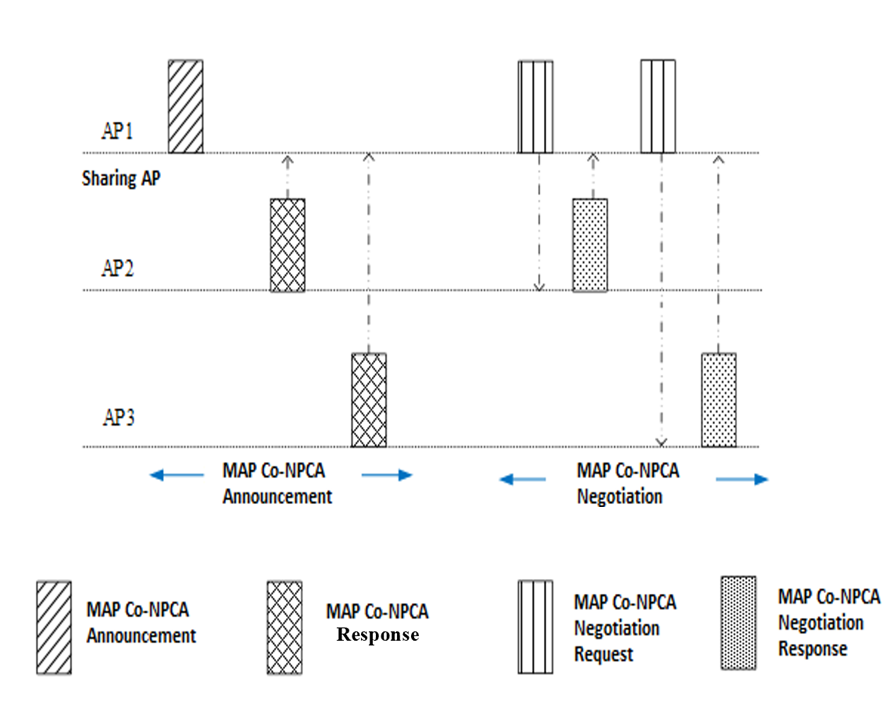 AP1
Sharing AP
AP2
AP3
MAP Co-NPCA
Announcement
MAP Co-NPCA
Negotiation
MAP Co-NPCA
Announcement
MAP Co-NPCA
Response
MAP Co-NPCA
Negotiation
Request
MAP Co-NPCA
Negotiation
Response